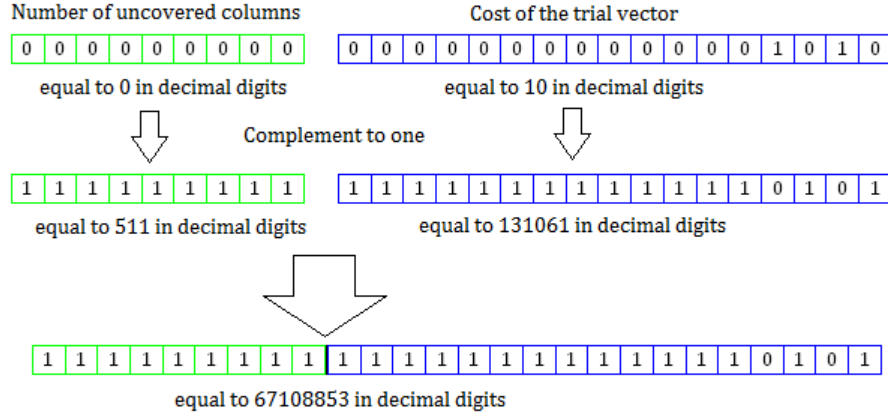 Number of uncovered columns
Cost of the trial vector
0 0 0 0 0 0 0 0 0
0 0 0 0 0 0 0 0 0 0 0 0 0 1 0 1 0
equal to 0 in decimal digits
equal to 10 in decimal digits
Complement to one
1 1 1 1 1 1 1 1 1
1 1 1 1 1 1 1 1 1 1 1 1 1 0 1 0 1
equal to 511 in decimal digits
equal to 131061 in decimal digits
1 1 1 1 1 1 1 1 1 1 1 1 1 1 1 1 1 1 1 1 1 1 0 1 0 1
equal to 67108853 in decimal digits